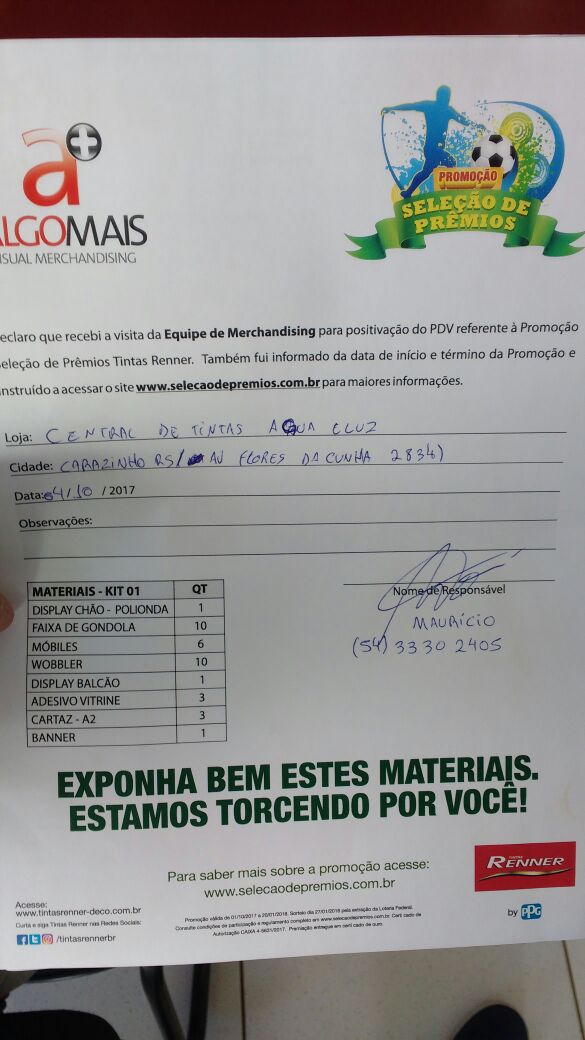 a+
ALGOMAIS
ISUAL MERCHANDISING
PROMOÇÃO
SELEÇÃO DE
PRÊMIOS
eclaro que recebi a visita da Equipe de Merchandising para positivação do PDV referente à Promoção
eleção de Prêmios Tintas Renner. Também fui informado da data de início e término da Promoção e
nstruído a acessar o site www.selecaodepremios.com.br para maiores informações.
Loja: CENTRAL DE TINTAS AGUA CLUZ
Cidade: CARAZINHO RS/ AV FLORES DA CUNHA 2834)
Data: 04/10 / 2017
Observações:
MATERIAIS - KIT 01 QT
DISPLAY CHÃO - POLIONDA 1
FAIXA DE GONDOLA 10
MÓBILES 6
WOBBLER 10
DISPLAY BALCÃO 1
ADESIVO VITRINE 3
CARTAZ - A2 3
BANNER 1
Nome de Responsável
MAURÍCIO
(54) 3330 2405
EXPONHA BEM ESTES MATERIAIS.
ESTAMOS TORCENDO POR VOCÊ!
Para saber mais sobre a promoção acesse:
www.selecaodepremios.com.br
TINTAS
RENNER
by PPG
Acesse:
www.tintasrenner-deco.com.br
Curta e siga Tintas Renner nas Redes Sociais:
/tintasrennerbr
Promoção válida de 01/10/2017 a 20/01/2018. Sorteio dia 27/01/2018 pela extração da Loteria Federal.
Consulte condições de participação e regulamento completo em www.selecaodepremios.com.br. Certi cado de
Autorização CAIXA 4-5631/2017. Premiação entregue em certi cado de ouro.